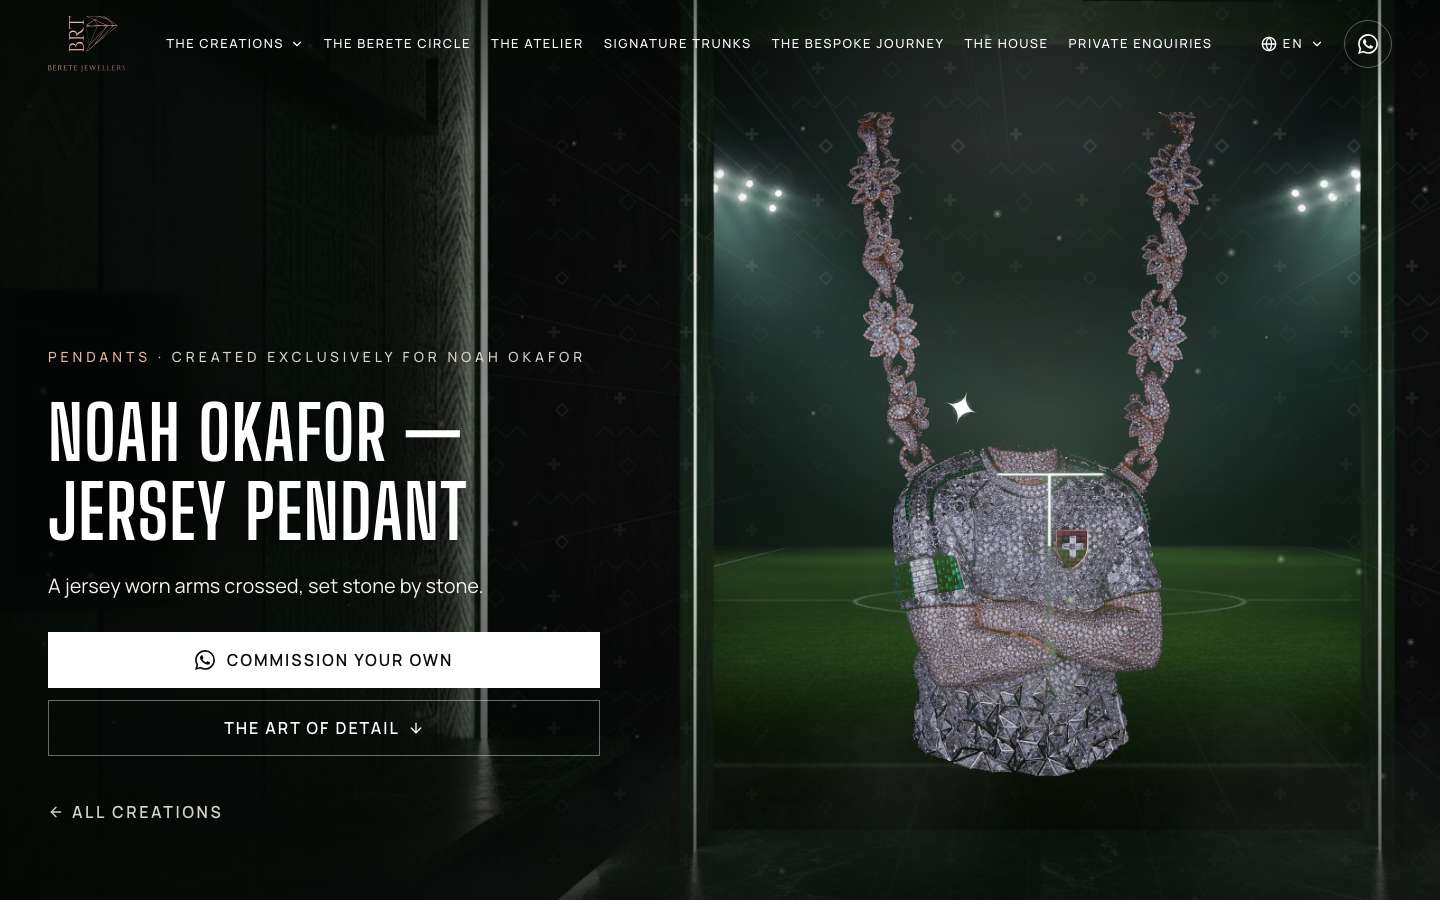 BRT
BERETE JEWELLERS
THE CREATIONS
THE BERETE CIRCLE
THE ATELIER
SIGNATURE TRUNKS
THE BESPOKE JOURNEY
THE HOUSE
PRIVATE ENQUIRIES
EN
PENDANTS · CREATED EXCLUSIVELY FOR NOAH OKAFOR
NOAH OKAFOR —
JERSEY PENDANT
A jersey worn arms crossed, set stone by stone.
COMMISSION YOUR OWN
THE ART OF DETAIL ↓
← ALL CREATIONS